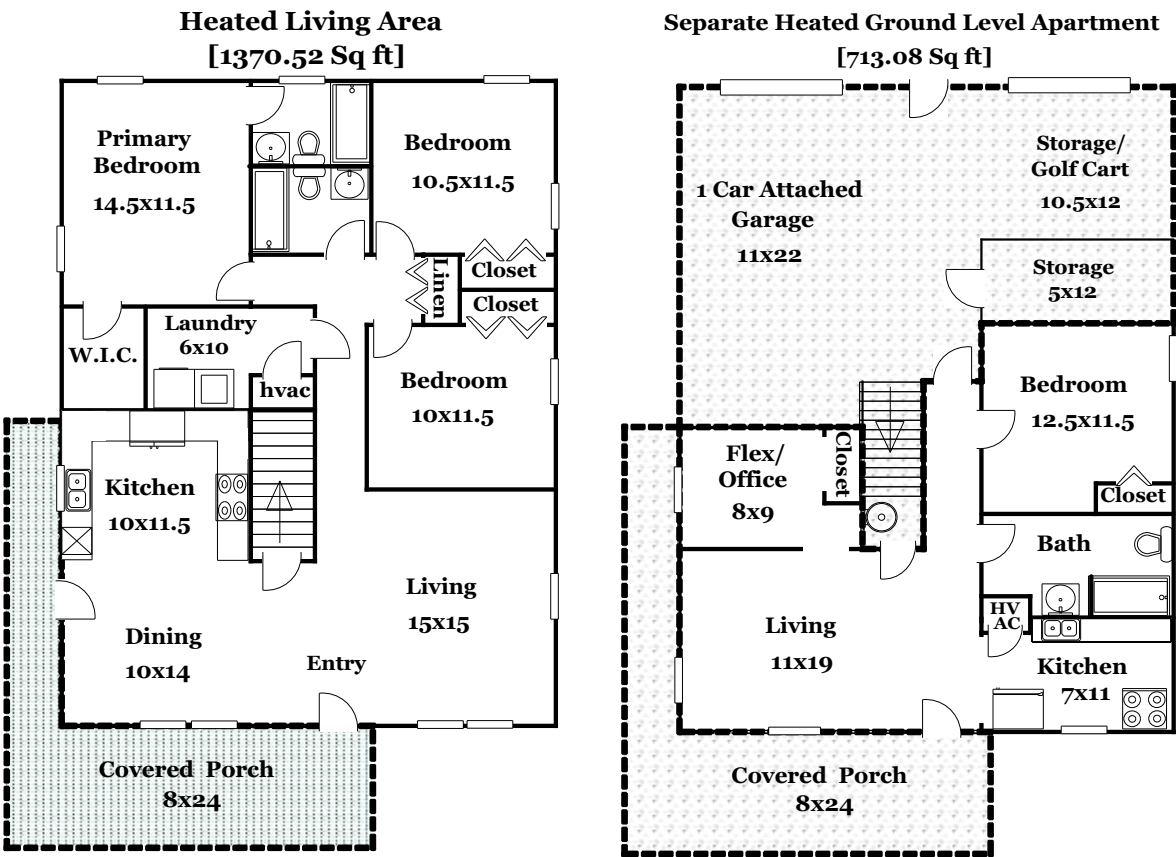 Heated Living Area
[1370.52 Sq ft]
Primary
Bedroom
14.5x11.5
Bedroom
10.5x11.5
Closet
Linen
Closet
Laundry
6x10
W.I.C.
hvac
Bedroom
10x11.5
Kitchen
10x11.5
Living
15x15
Dining
10x14
Entry
Covered Porch
8x24
Separate Heated Ground Level Apartment
[713.08 Sq ft]
Storage/
Golf Cart
10.5x12
1 Car Attached
Garage
11x22
Storage
5x12
Bedroom
12.5x11.5
Closet
Flex/
Office
8x9
Closet
Bath
HV
AC
Living
11x19
Kitchen
7x11
Covered Porch
8x24